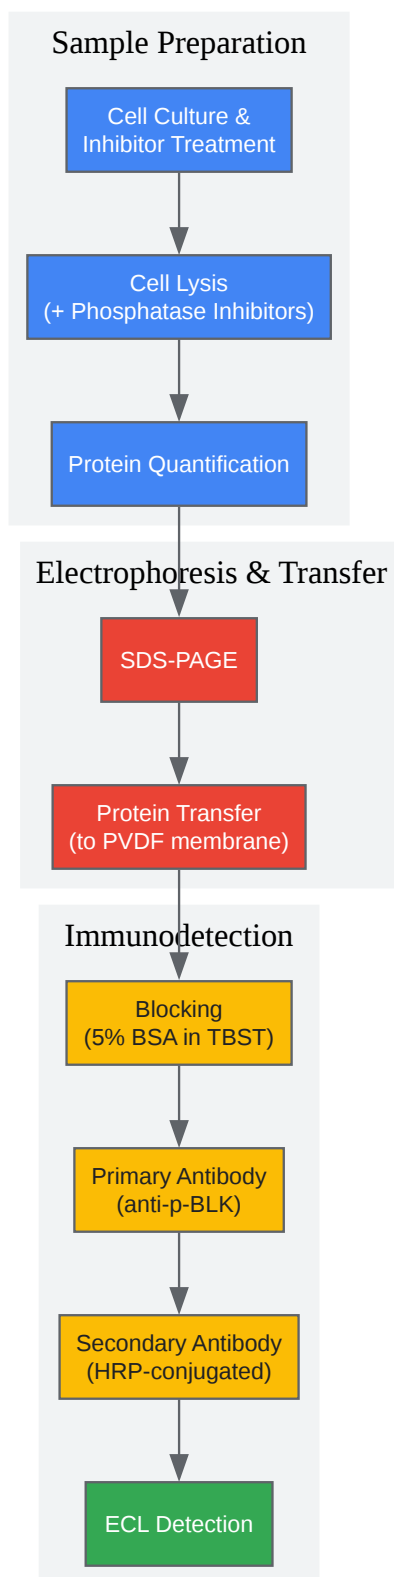 Sample Preparation
Cell Culture &
Inhibitor Treatment
Cell Lysis
(+ Phosphatase Inhibitors)
Protein Quantification
Electrophoresis & Transfer
SDS-PAGE
Protein Transfer
(to PVDF membrane)
Immunodetection
Blocking
(5% BSA in TBST)
Primary Antibody
(anti-p-BLK)
Secondary Antibody
(HRP-conjugated)
ECL Detection